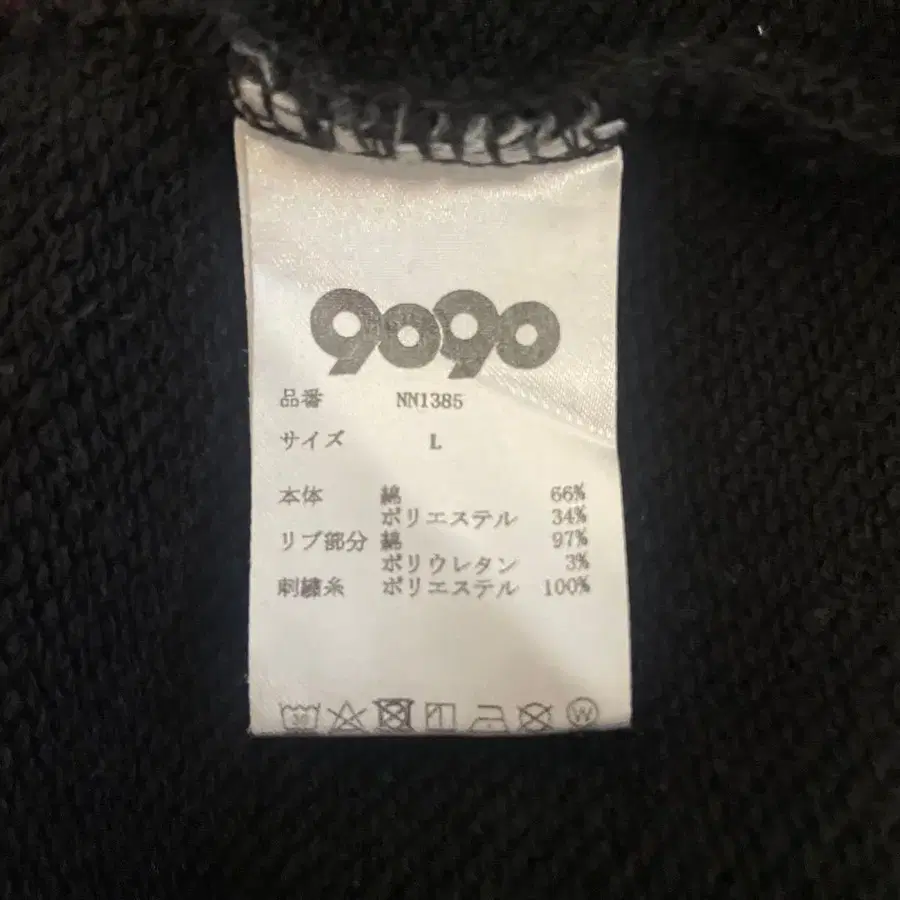 9090
品番 NN1385
サイズ L
本体 綿 66%
ポリエステル 34%
リブ部分 綿 97%
ポリウレタン 3%
刺繍糸 ポリエステル 100%
30
W